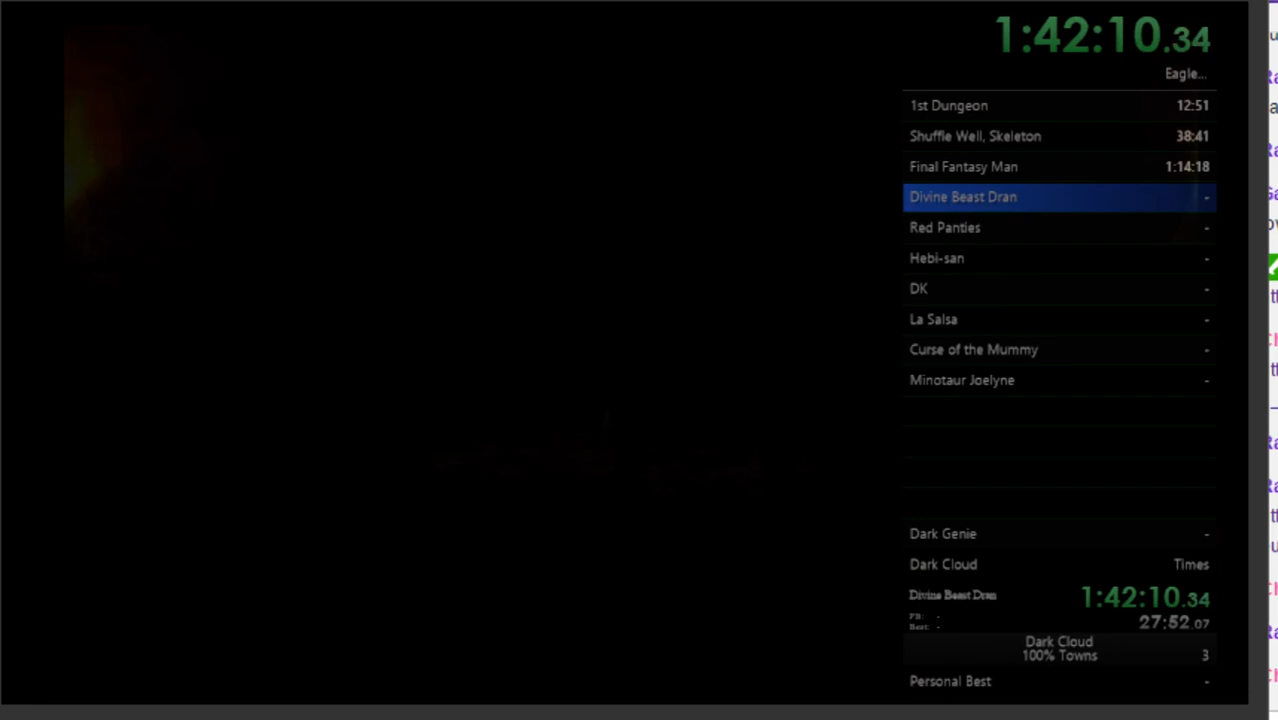 1:42:10.34
Eagle...
1st Dungeon 12:51
Shuffle Well, Skeleton 38:41
Final Fantasy Man 1:14:18
Divine Beast Dran -
Red Panties -
Hebi-san -
DK -
La Salsa -
Curse of the Mummy -
Minotaur Joelyne -
Dark Genie -
Dark Cloud Times
Divine Beast Dran 1:42:10.34
PB: -
Best: - 27:52.07
Dark Cloud
100% Towns 3
Personal Best -